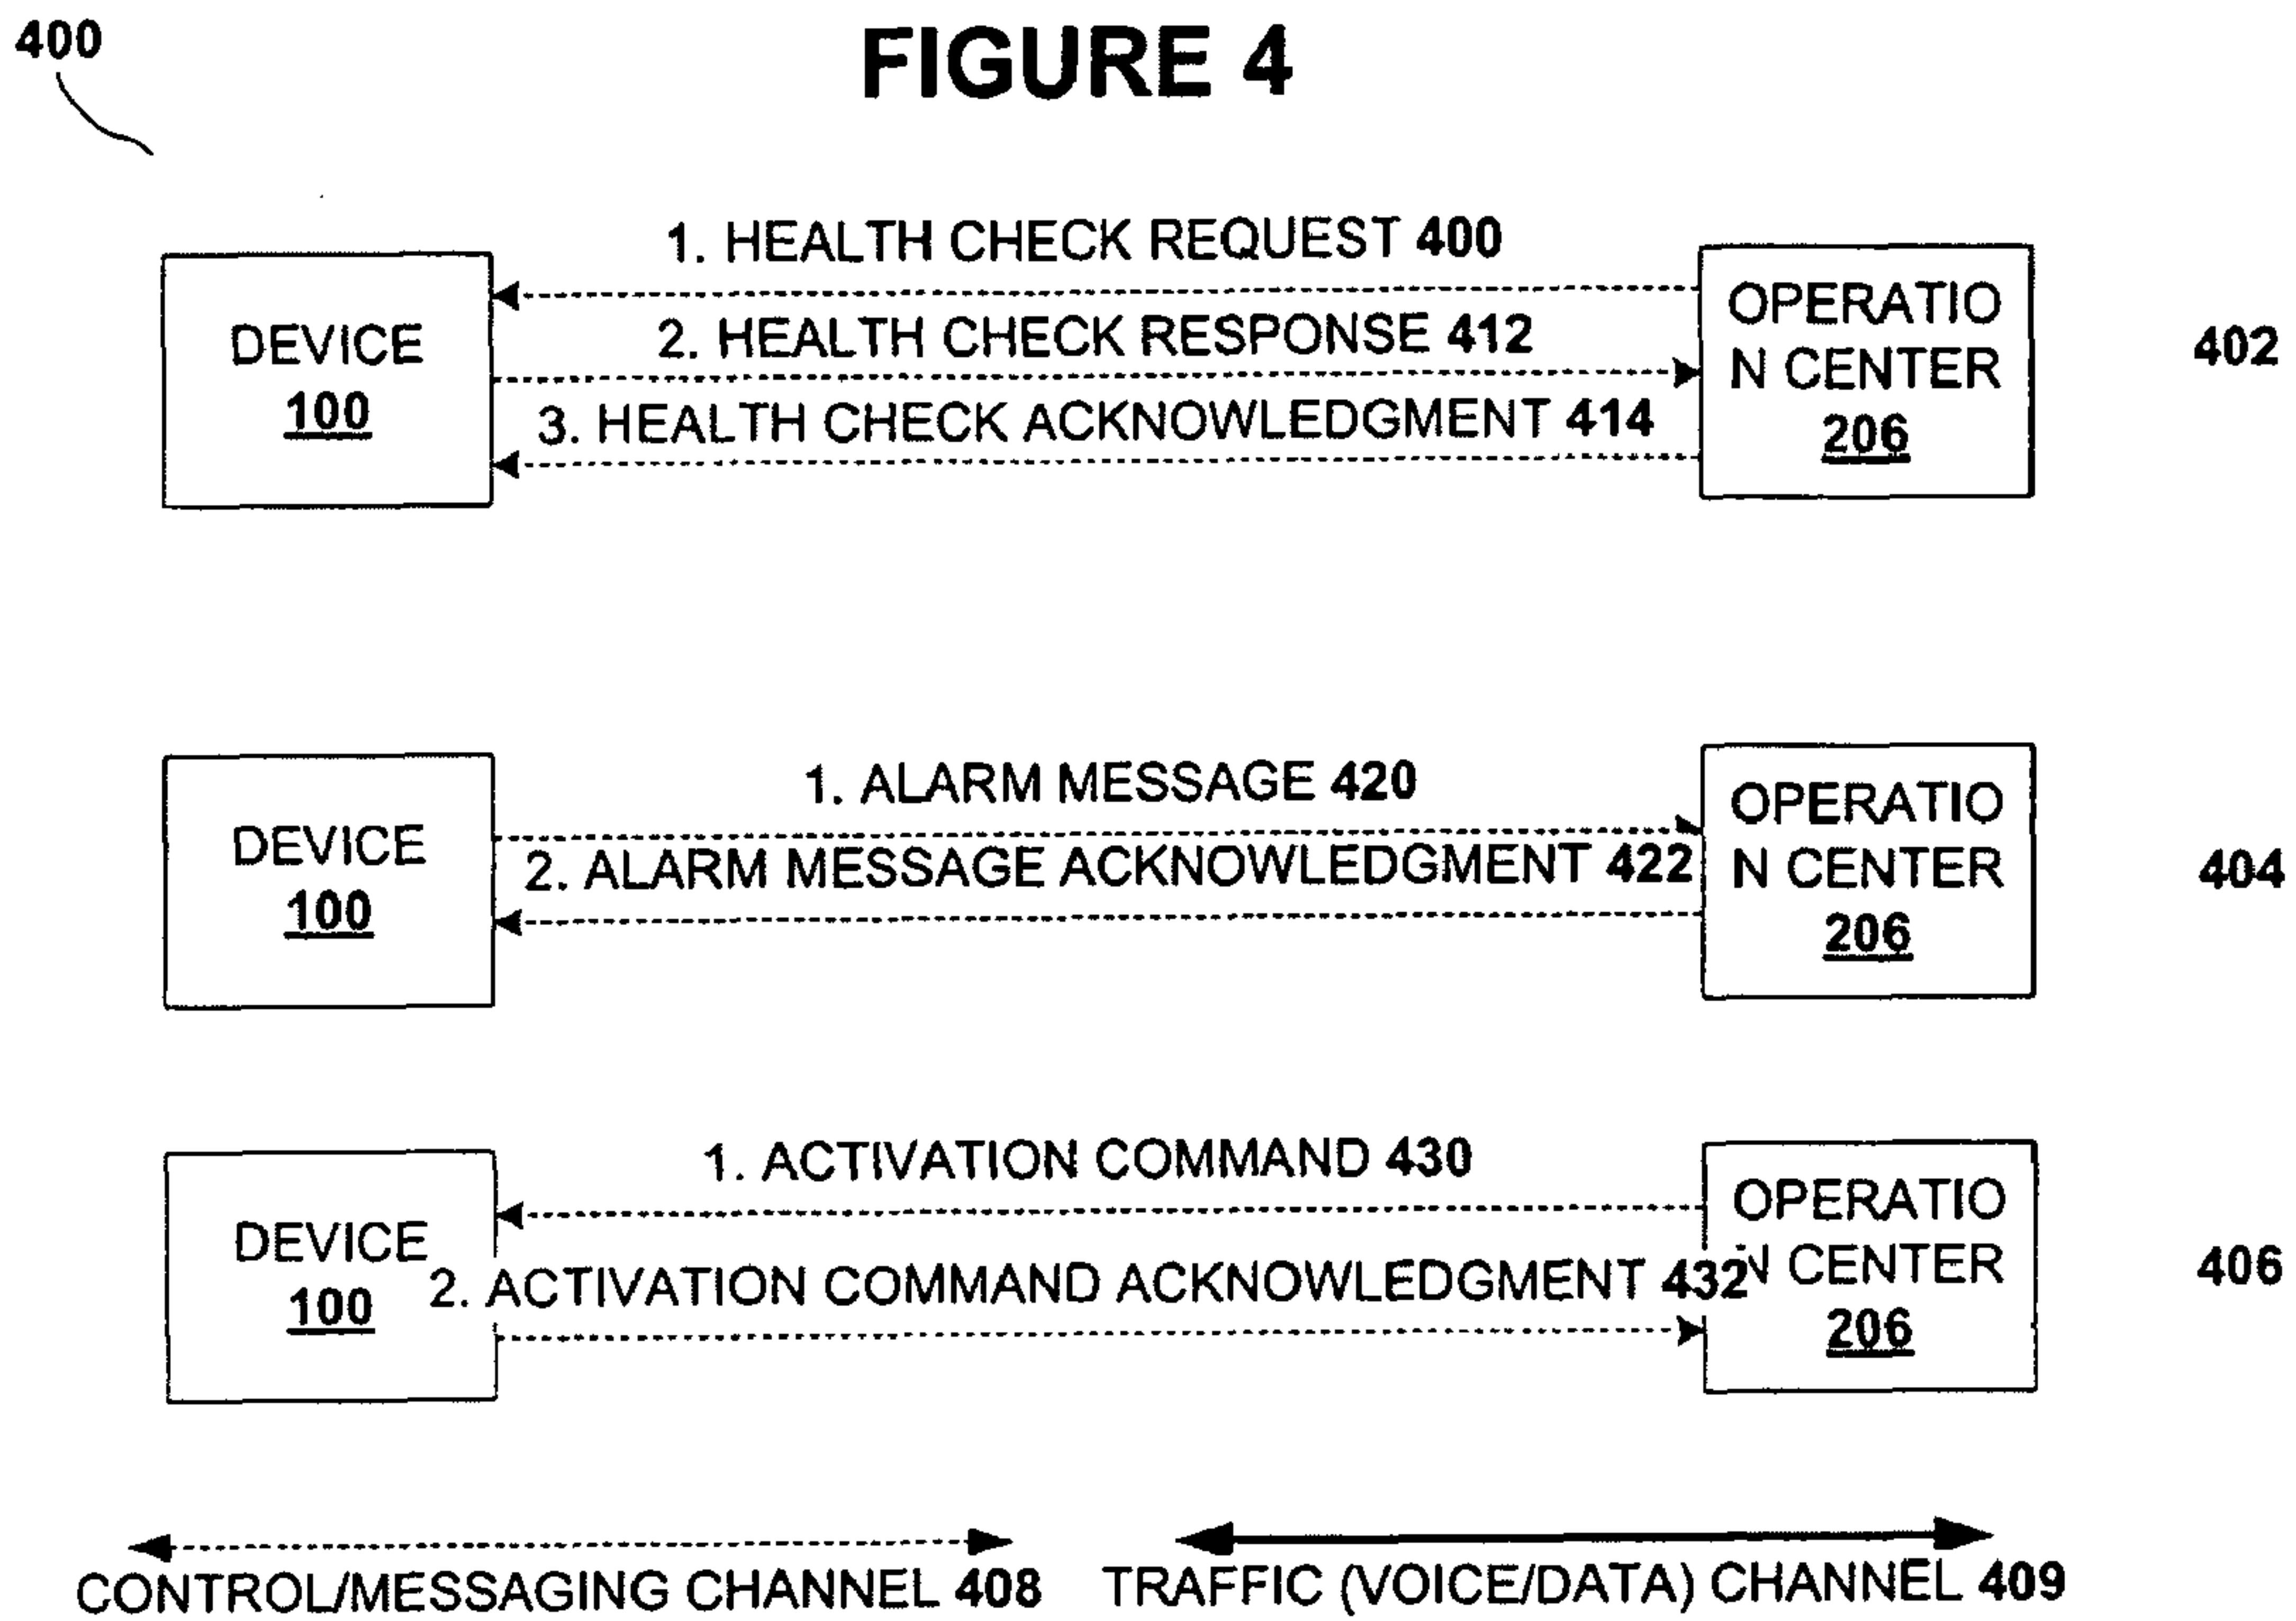 400
FIGURE 4
1. HEALTH CHECK REQUEST 400
DEVICE
100
2. HEALTH CHECK RESPONSE 412
3. HEALTH CHECK ACKNOWLEDGMENT 414
OPERATIO
N CENTER
206
402
1. ALARM MESSAGE 420
DEVICE
100
2. ALARM MESSAGE ACKNOWLEDGMENT 422
OPERATIO
N CENTER
206
404
1. ACTIVATION COMMAND 430
DEVICE
100
2. ACTIVATION COMMAND ACKNOWLEDGMENT 432
OPERATIO
N CENTER
206
406
CONTROL/MESSAGING CHANNEL 408
TRAFFIC (VOICE/DATA) CHANNEL 409